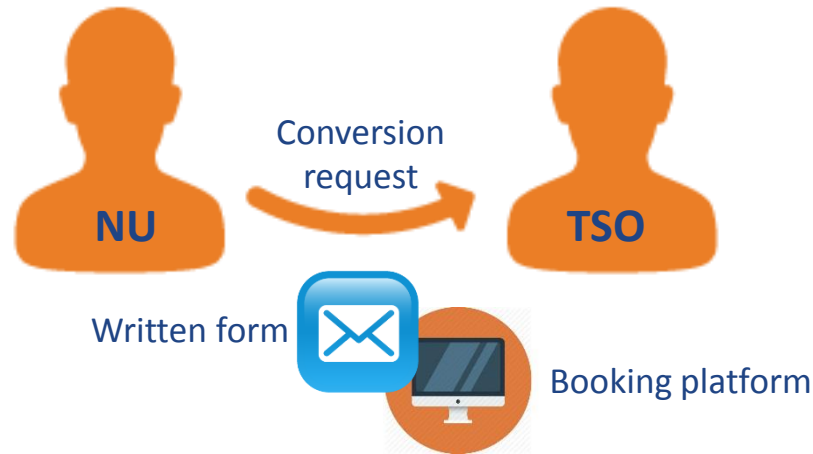 Conversion
request
NU
TSO
Written form
Booking platform